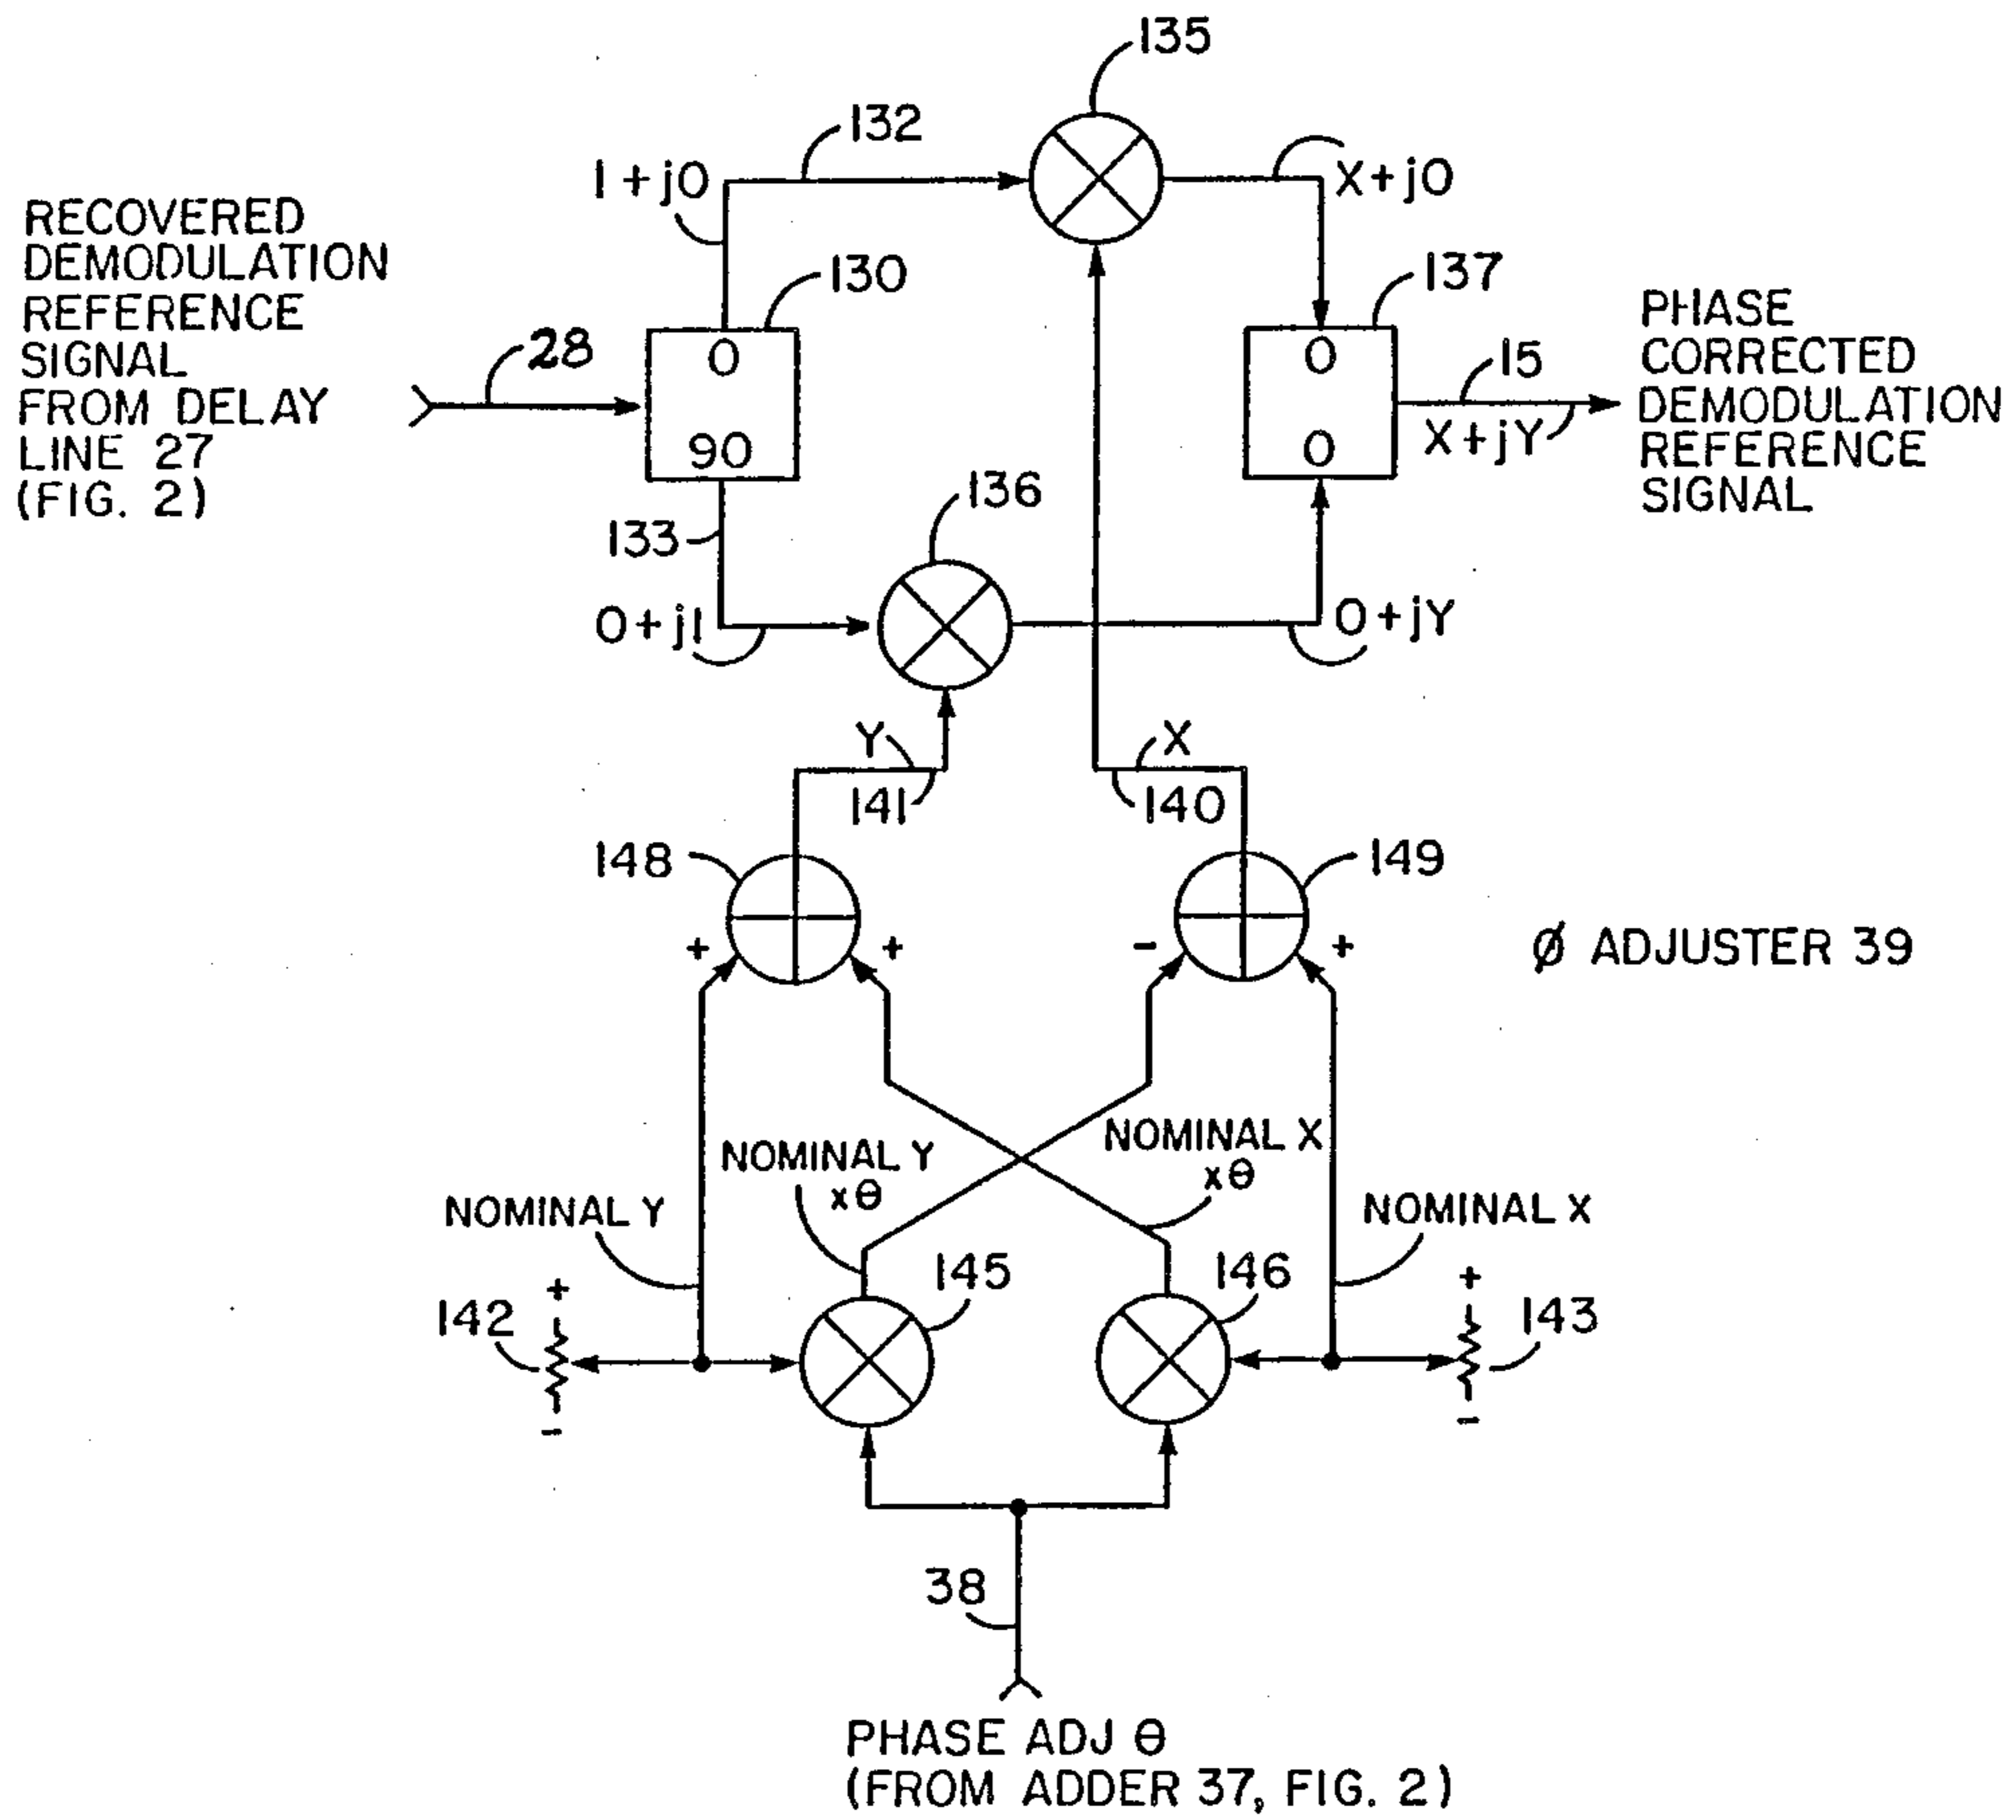 135
132
1+j0
X+j0
RECOVERED
DEMODULATION
REFERENCE
SIGNAL
FROM DELAY
LINE 27
(FIG. 2)
28
130
0
90
137
0
0
PHASE
CORRECTED
DEMODULATION
REFERENCE
SIGNAL
15
X+jY
133
136
0+j1
0+jY
Y
141
X
140
148
149
+
+
-
+
Ø ADJUSTER 39
NOMINAL Y
xθ
NOMINAL X
xθ
NOMINAL Y
NOMINAL X
145
146
142
+
-
143
+
-
38
PHASE ADJ θ
(FROM ADDER 37, FIG. 2)